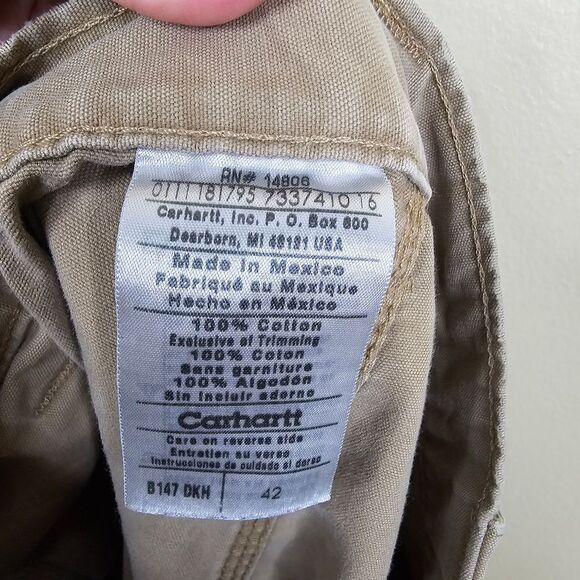 RN# 14806
0111181795 7337410 16
Carhartt, Inc. P. O. Box 600
Dearborn, MI 48121 USA
Made in Mexico
Fabriqué au Mexique
Hecho en México
100% Cotton
Exclusive of Trimming
100% Coton
Sans garniture
100% Algodón
Sin incluir adorno
Carhartt
Care on reverse side
Entretien au verso
Instrucciones de cuidado al dorso
B147 DKH 42